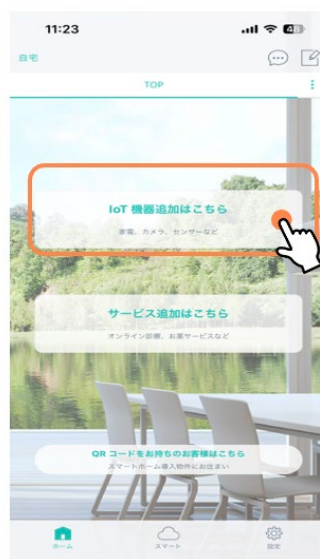 11:23
48
自宅
TOP
IoT 機器追加はこちら
家電、カメラ、センサーなど
サービス追加はこちら
オンライン診療、お薬サービスなど
QR コードをお持ちのお客様はこちら
スマートホーム導入物件にお住まい
ホーム
スマート
設定